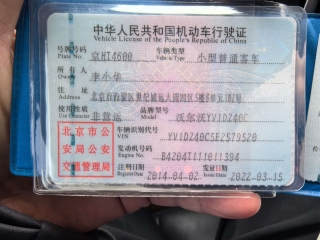 中华人民共和国机动车行驶证
Vehicle License of the People's Republic of China
号牌号码 Plate No. 京HT4600 车辆类型 Vehicle Type 小型普通客车
所有人 Owner 李小华
住址 Address
使用性质 Use Character 非营运 品牌型号 Model 沃尔沃YV1DZ40C
北京市公
安局公安
交通管理局
车辆识别代号 VIN YV1DZ40C5E2579520
发动机号码 Engine No. B4204T111011394
注册日期 Register Date 2014-04-02 发证日期 Issue Date 2022-03-15